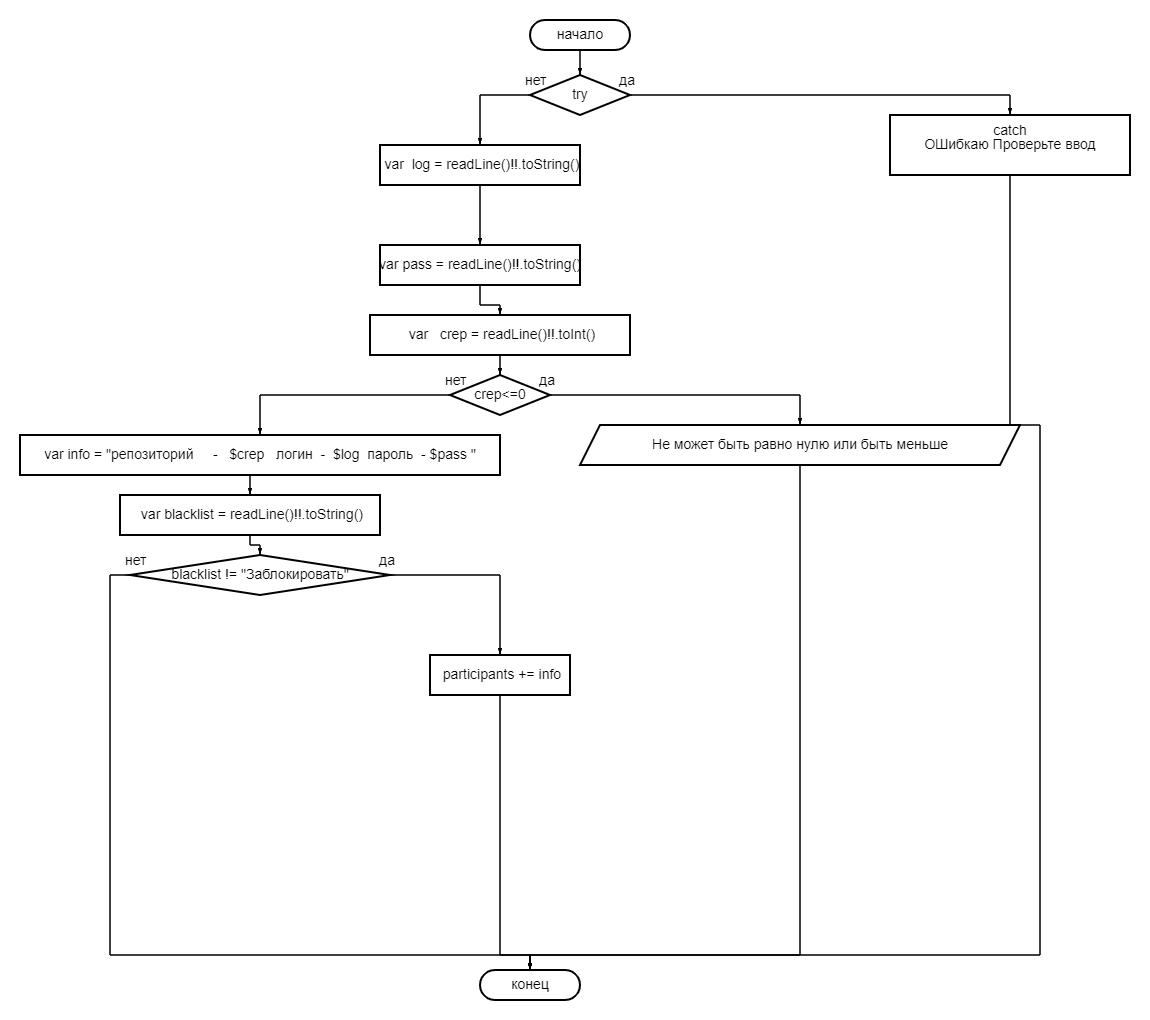 начало
нет
да
try
catch
ОШибкаю Проверьте ввод
var  log = readLine()!!.toString()
var pass = readLine()!!.toString()
var   crep = readLine()!!.toInt()
нет
да
crep<=0
var info = "репозиторий     -   $crep   логин  -  $log  пароль  - $pass "
Не может быть равно нулю или быть меньше
var blacklist = readLine()!!.toString()
нет
да
blacklist != "Заблокировать"
participants += info
конец